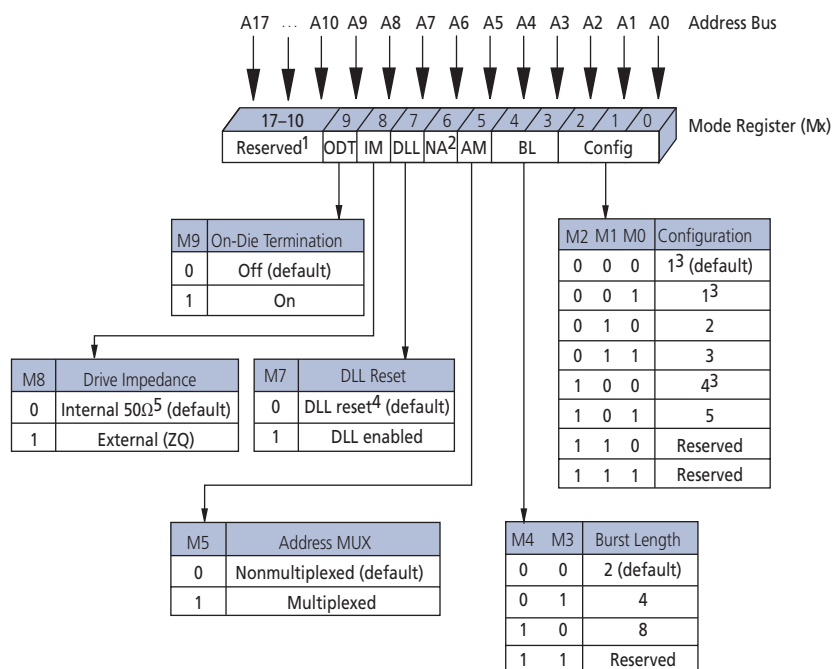 A17 ... A10 A9 A8 A7 A6 A5 A4 A3 A2 A1 A0 Address Bus
17–10 9 8 7 6 5 4 3 2 1 0 Mode Register (Mx)
Reserved1 ODT IM DLL NA2 AM BL Config
M9 On-Die Termination
0 Off (default)
1 On
M2 M1 M0 Configuration
0 0 0 13 (default)
0 0 1 13
0 1 0 2
0 1 1 3
1 0 0 43
1 0 1 5
1 1 0 Reserved
1 1 1 Reserved
M8 Drive Impedance
0 Internal 50Ω5 (default)
1 External (ZQ)
M7 DLL Reset
0 DLL reset4 (default)
1 DLL enabled
M5 Address MUX
0 Nonmultiplexed (default)
1 Multiplexed
M4 M3 Burst Length
0 0 2 (default)
0 1 4
1 0 8
1 1 Reserved